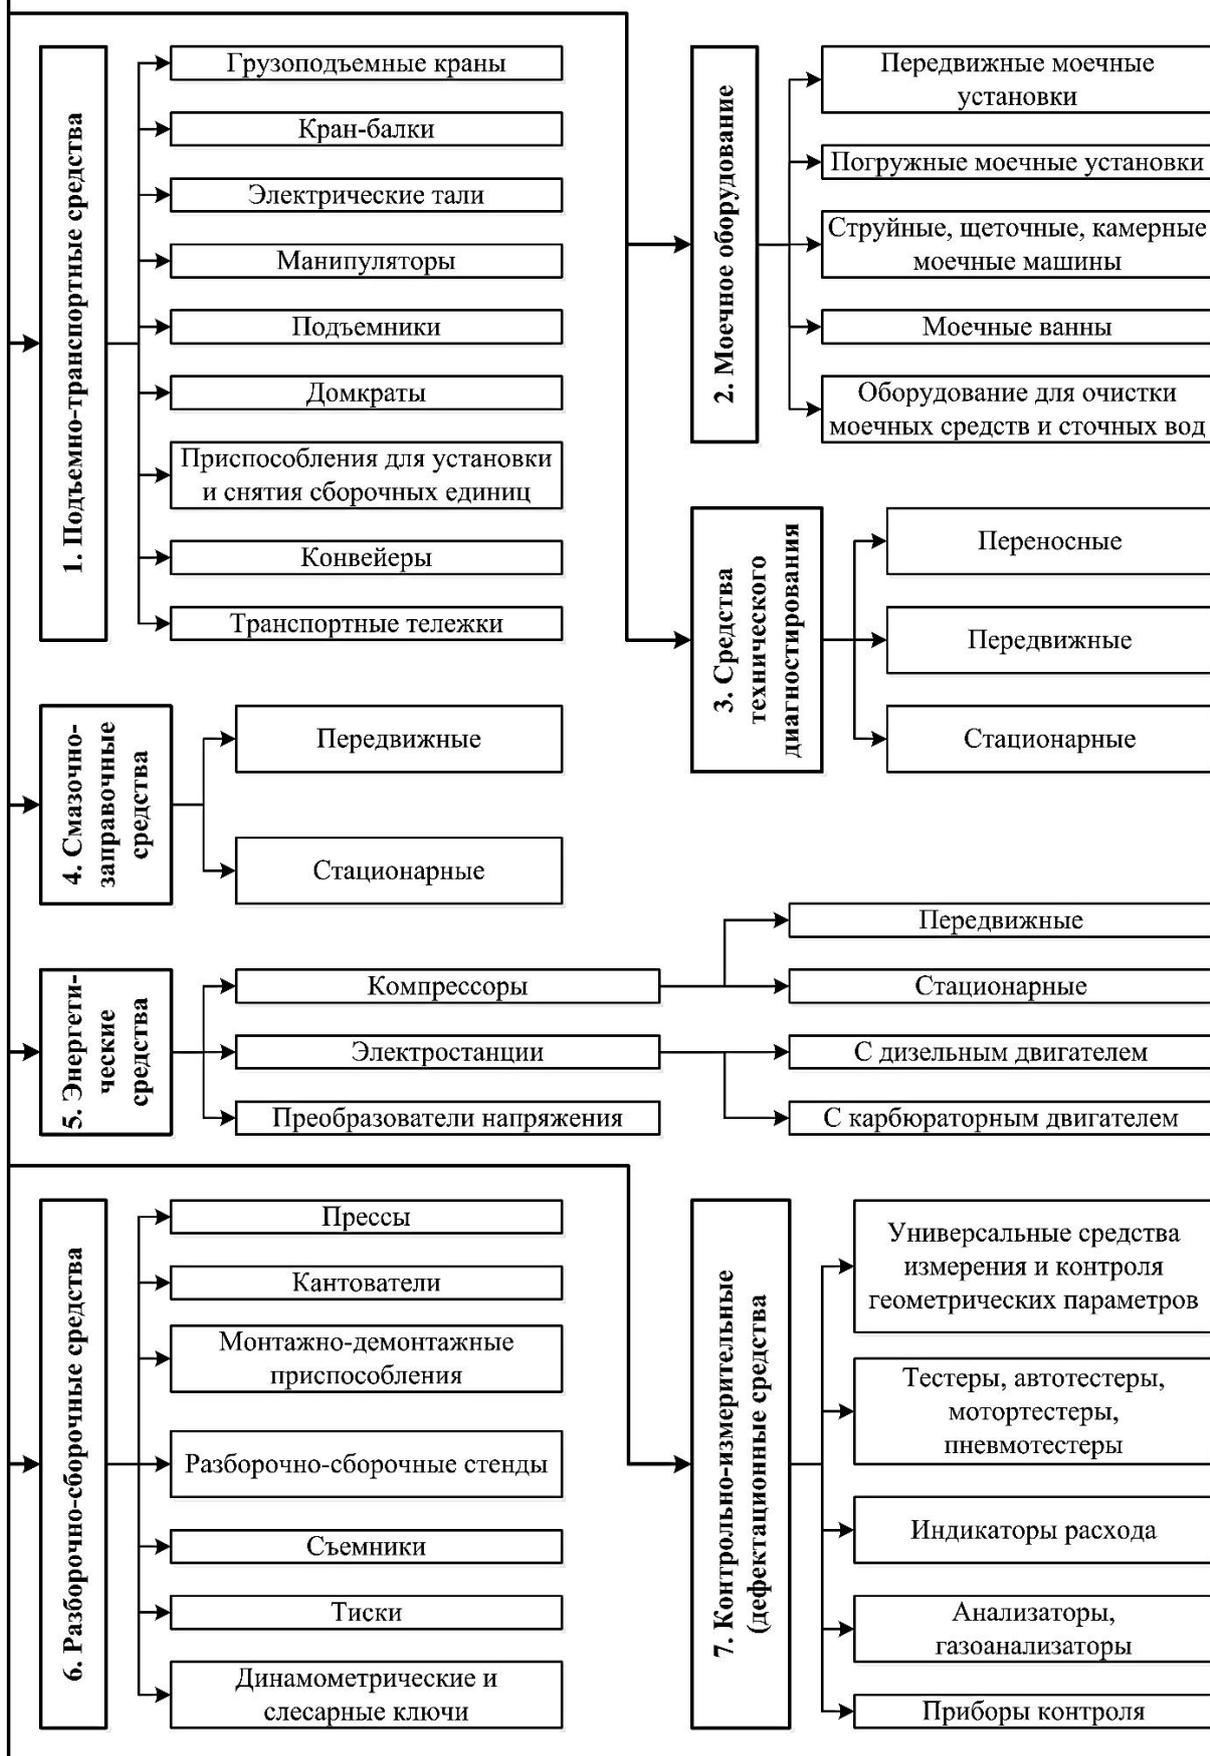 1. Подъемно-транспортные средства
Грузоподъемные краны
Кран-балки
Электрические тали
Манипуляторы
Подъемники
Домкраты
Приспособления для установки
и снятия сборочных единиц
Конвейеры
Транспортные тележки
2. Моечное оборудование
Передвижные моечные
установки
Погружные моечные установки
Струйные, щеточные, камерные
моечные машины
Моечные ванны
Оборудование для очистки
моечных средств и сточных вод
3. Средства
технического
диагностирования
Переносные
Передвижные
Стационарные
4. Смазочно-
заправочные
средства
Передвижные
Стационарные
5. Энергети-
ческие
средства
Компрессоры
Передвижные
Стационарные
Электростанции
С дизельным двигателем
С карбюраторным двигателем
Преобразователи напряжения
6. Разборочно-сборочные средства
Прессы
Кантователи
Монтажно-демонтажные
приспособления
Разборочно-сборочные стенды
Съемники
Тиски
Динамометрические и
слесарные ключи
7. Контрольно-измерительные
(дефектационные средства)
Универсальные средства
измерения и контроля
геометрических параметров
Тестеры, автотестеры,
мотортестеры,
пневмотестеры
Индикаторы расхода
Анализаторы,
газоанализаторы
Приборы контроля